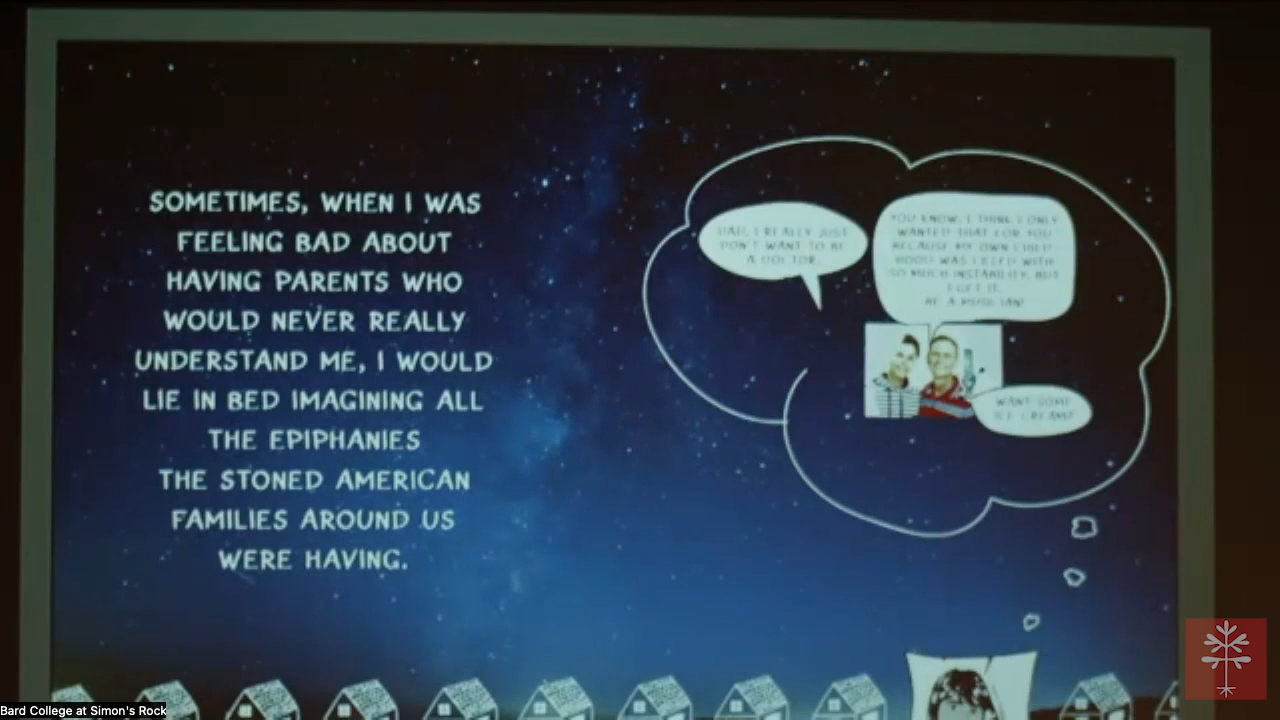 SOMETIMES, WHEN I WAS
FEELING BAD ABOUT
HAVING PARENTS WHO
WOULD NEVER REALLY
UNDERSTAND ME, I WOULD
LIE IN BED IMAGINING ALL
THE EPIPHANIES
THE STONED AMERICAN
FAMILIES AROUND US
WERE HAVING.
DAD, I REALLY JUST
DON'T WANT TO BE
A DOCTOR.
YOU KNOW, I THINK I ONLY
WANTED THAT FOR YOU
BECAUSE MY OWN CHILD
HOOD WAS FILLED WITH
SO MUCH INSTABILITY, BUT
I GET IT.
BE A MUSICIAN!
WANT SOME
ICE CREAM?
Bard College at Simon's Rock